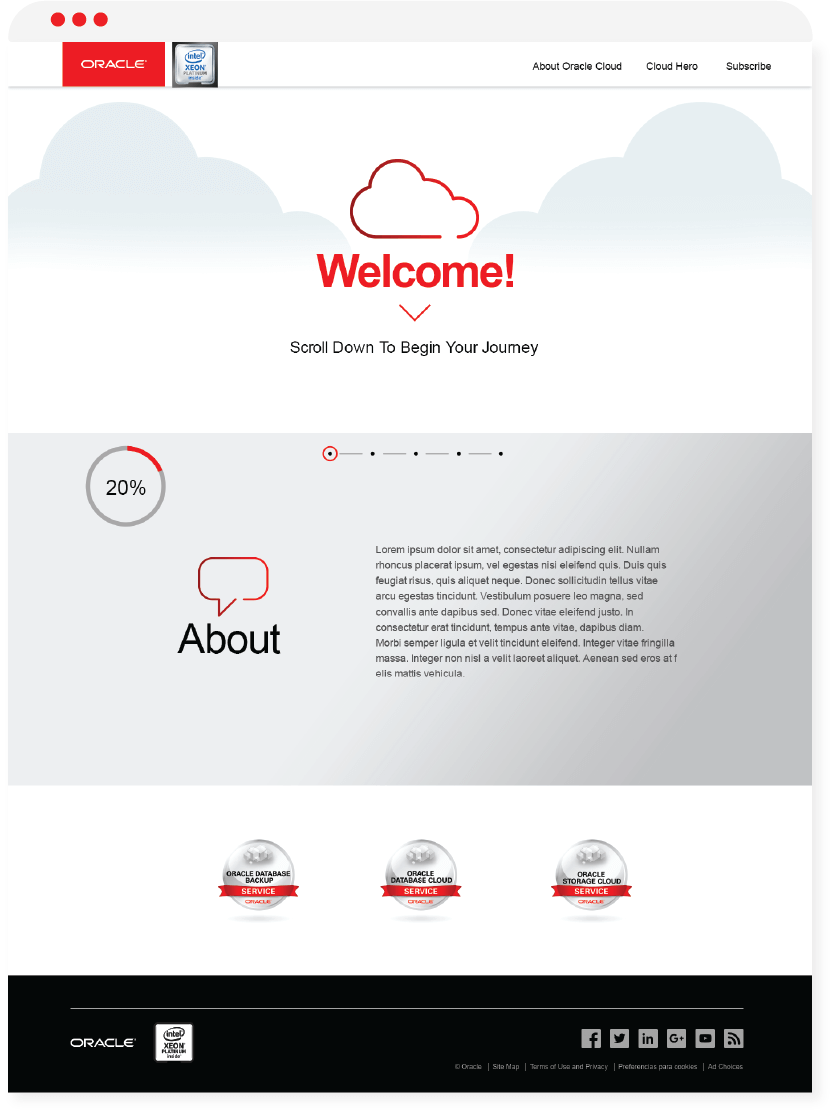 ORACLE
intel
XEON
PLATINUM
inside
About Oracle Cloud
Cloud Hero
Subscribe
Welcome!
Scroll Down To Begin Your Journey
20%
About
Lorem ipsum dolor sit amet, consectetur adipiscing elit. Nullam
rhoncus placerat ipsum, vel egestas nisi eleifend quis. Duis quis
feugiat risus, quis aliquet neque. Donec sollicitudin tellus vitae
arcu egestas tincidunt. Vestibulum posuere leo magna, sed
convallis ante dapibus sed. Donec vitae eleifend justo. In
consectetur erat tincidunt, tempus ante vitae, dapibus diam.
Morbi semper ligula et velit tincidunt eleifend. Integer vitae fringilla
massa. Integer non nisl a velit laoreet aliquet. Aenean sed eros at f
elis mattis vehicula.
ORACLE DATABASE
BACKUP
SERVICE
ORACLE
ORACLE
DATABASE CLOUD
SERVICE
ORACLE
ORACLE
STORAGE CLOUD
SERVICE
ORACLE
ORACLE
intel
XEON
PLATINUM
inside
© Oracle | Site Map | Terms of Use and Privacy | Preferencias para cookies | Ad Choices